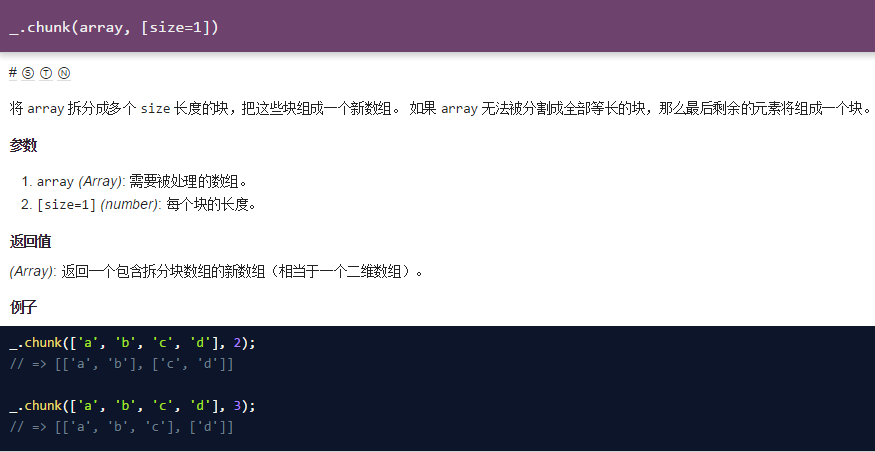 _.chunk(array, [size=1])
# Ⓢ Ⓣ Ⓝ
将 array 拆分成多个 size 长度的块，把这些块组成一个新数组。 如果 array 无法被分割成全部等长的块，那么最后剩余的元素将组成一个块。
参数
1. array (Array): 需要被处理的数组。
2. [size=1] (number): 每个块的长度。
返回值
(Array): 返回一个包含拆分块数组的新数组（相当于一个二维数组）。
例子
_.chunk(['a', 'b', 'c', 'd'], 2);
// => [['a', 'b'], ['c', 'd']]
_.chunk(['a', 'b', 'c', 'd'], 3);
// => [['a', 'b', 'c'], ['d']]